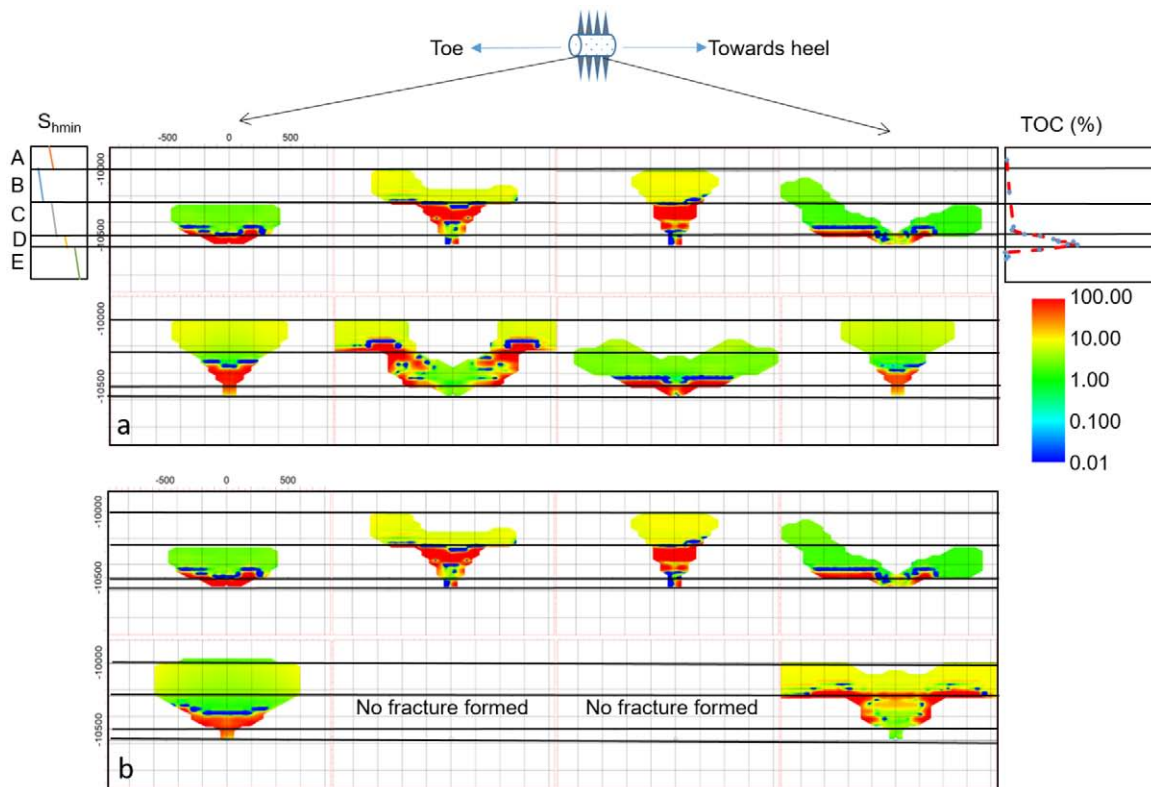 Toe
Towards heel
Shmin
TOC (%)
-500 0 500
A
B
C
D
E
-10000
-10500
-10000
-10500
a
100.00
10.00
1.00
0.100
0.01
-500 0 500
-10000
-10500
-10000
-10500
No fracture formed
No fracture formed
b